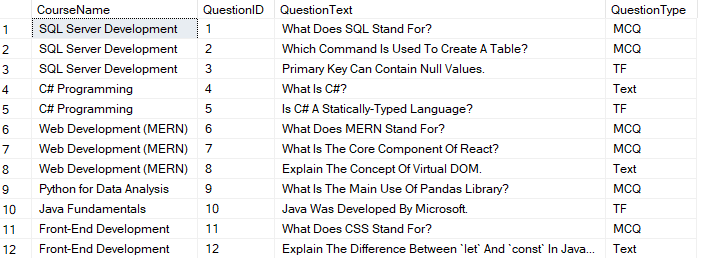 CourseName QuestionID QuestionText QuestionType
1 SQL Server Development 1 What Does SQL Stand For? MCQ
2 SQL Server Development 2 Which Command Is Used To Create A Table? MCQ
3 SQL Server Development 3 Primary Key Can Contain Null Values. TF
4 C# Programming 4 What Is C#? Text
5 C# Programming 5 Is C# A Statically-Typed Language? TF
6 Web Development (MERN) 6 What Does MERN Stand For? MCQ
7 Web Development (MERN) 7 What Is The Core Component Of React? MCQ
8 Web Development (MERN) 8 Explain The Concept Of Virtual DOM. Text
9 Python for Data Analysis 9 What Is The Main Use Of Pandas Library? MCQ
10 Java Fundamentals 10 Java Was Developed By Microsoft. TF
11 Front-End Development 11 What Does CSS Stand For? MCQ
12 Front-End Development 12 Explain The Difference Between `let` And `const` In Java... Text